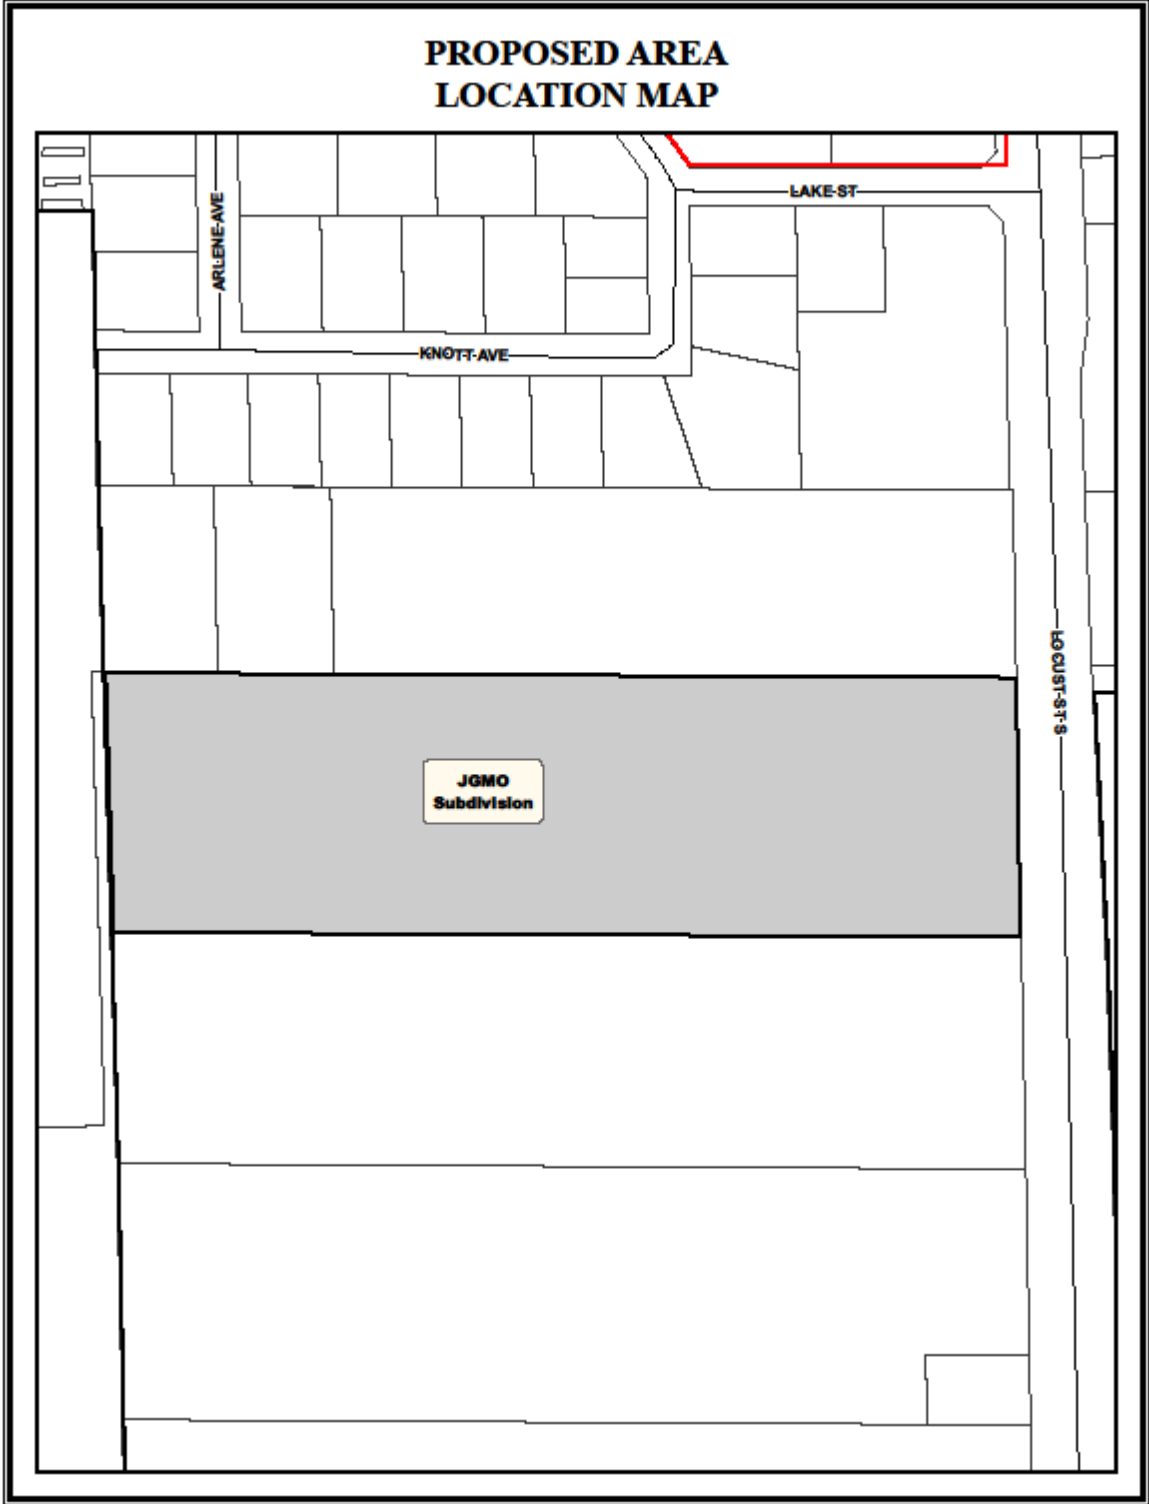 PROPOSED AREA
LOCATION MAP
LAKE ST
ARLENE AVE
KNOTT AVE
LOCUST ST S
JGMO
Subdivision